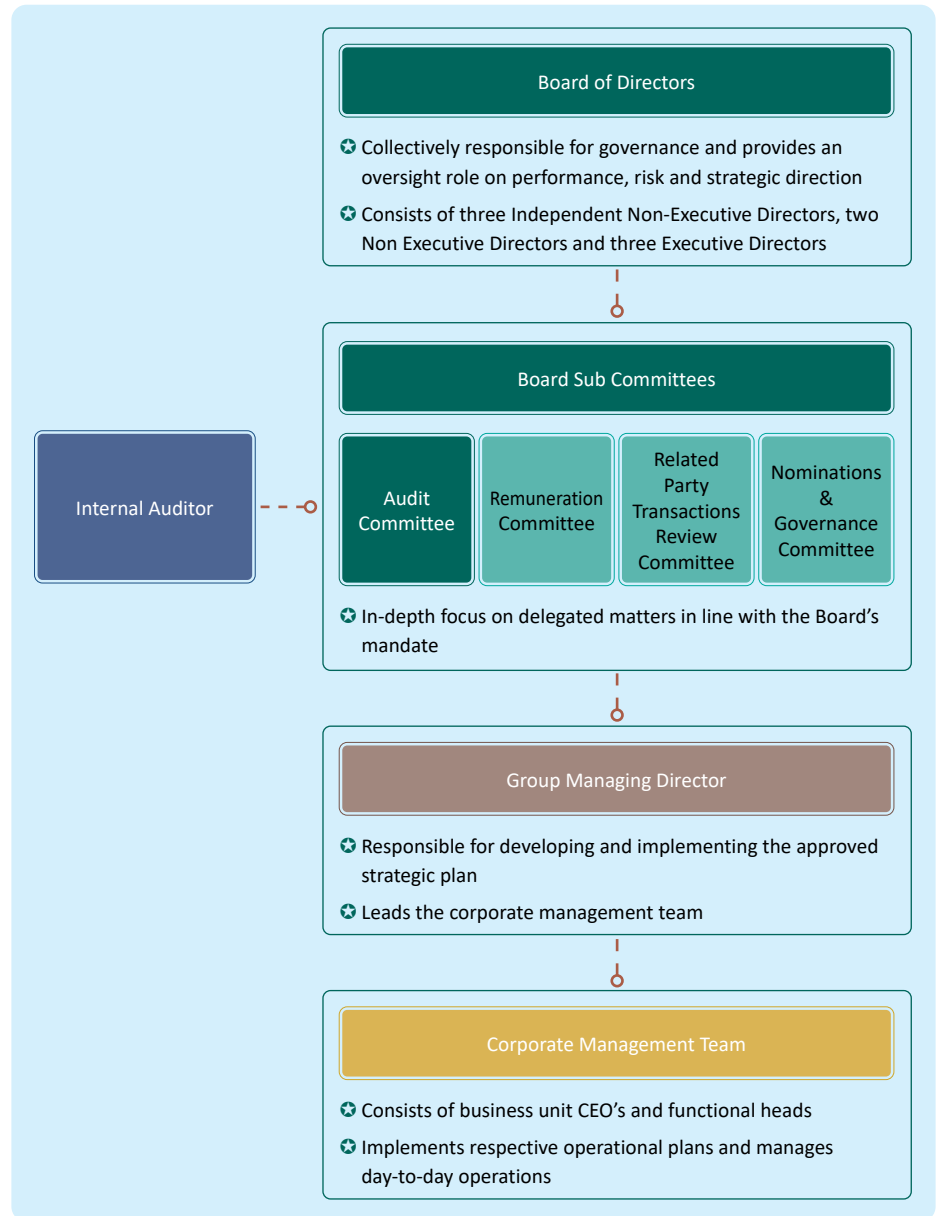 Board of Directors
Collectively responsible for governance and provides an
oversight role on performance, risk and strategic direction
Consists of three Independent Non-Executive Directors, two
Non Executive Directors and three Executive Directors
Board Sub Committees
Internal Auditor
Audit
Committee
Remuneration
Committee
Related
Party
Transactions
Review
Committee
Nominations
&
Governance
Committee
In-depth focus on delegated matters in line with the Board’s
mandate
Group Managing Director
Responsible for developing and implementing the approved
strategic plan
Leads the corporate management team
Corporate Management Team
Consists of business unit CEO’s and functional heads
Implements respective operational plans and manages
day-to-day operations